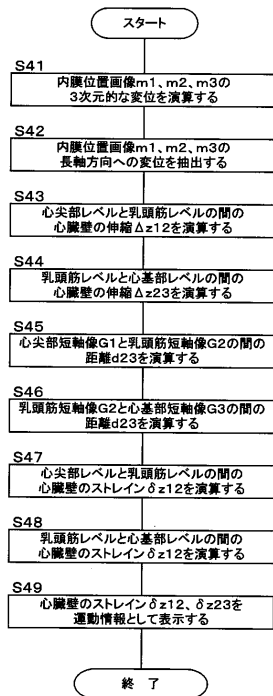 スタート
S41
内膜位置画像m1、m2、m3の
3次元的な変位を演算する
S42
内膜位置画像m1、m2、m3の
長軸方向への変位を抽出する
S43
心尖部レベルと乳頭筋レベルの間の
心臓壁の伸縮Δz12を演算する
S44
乳頭筋レベルと心基部レベルの間の
心臓壁の伸縮Δz23を演算する
S45
心尖部短軸像G1と乳頭筋短軸像G2の間の
距離d23を演算する
S46
乳頭筋短軸像G2と心基部短軸像G3の間の
距離d23を演算する
S47
心尖部レベルと乳頭筋レベルの間の
心臓壁のストレインδz12を演算する
S48
乳頭筋レベルと心基部レベルの間の
心臓壁のストレインδz12を演算する
S49
心臓壁のストレインδz12、δz23を
運動情報として表示する
終 了